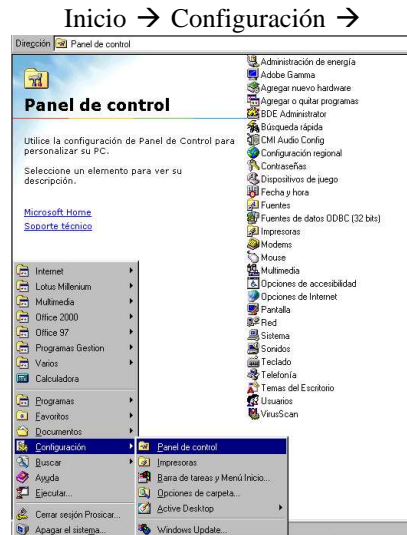 Inicio → Configuración →
Dirección Panel de control
Panel de control
Utilice la configuración de Panel de Control para
personalizar su PC.
Seleccione un elemento para ver su
descripción.
Microsoft Home
Soporte técnico
Administración de energía
Adobe Gamma
Agregar nuevo hardware
Agregar o quitar programas
BDE Administrator
Búsqueda rápida
CMI Audio Config
Configuración regional
Contraseñas
Dispositivos de juego
Fecha y hora
Fuentes
Fuentes de datos ODBC (32 bits)
Impresoras
Modems
Mouse
Multimedia
Opciones de accesibilidad
Opciones de Internet
Pantalla
Red
Sistema
Sonidos
Teclado
Telefonía
Temas del Escritorio
Usuarios
VirusScan
Internet
Lotus Millenium
Multimedia
Office 2000
Office 97
Programas Gestion
Varios
Calculadora
Programas
Favoritos
Documentos
Configuración
Buscar
Ayuda
Ejecutar...
Cerrar sesión Prosicar...
Apagar el sistema...
Panel de control
Impresoras
Barra de tareas y Menú Inicio...
Opciones de carpeta...
Active Desktop
Windows Update...